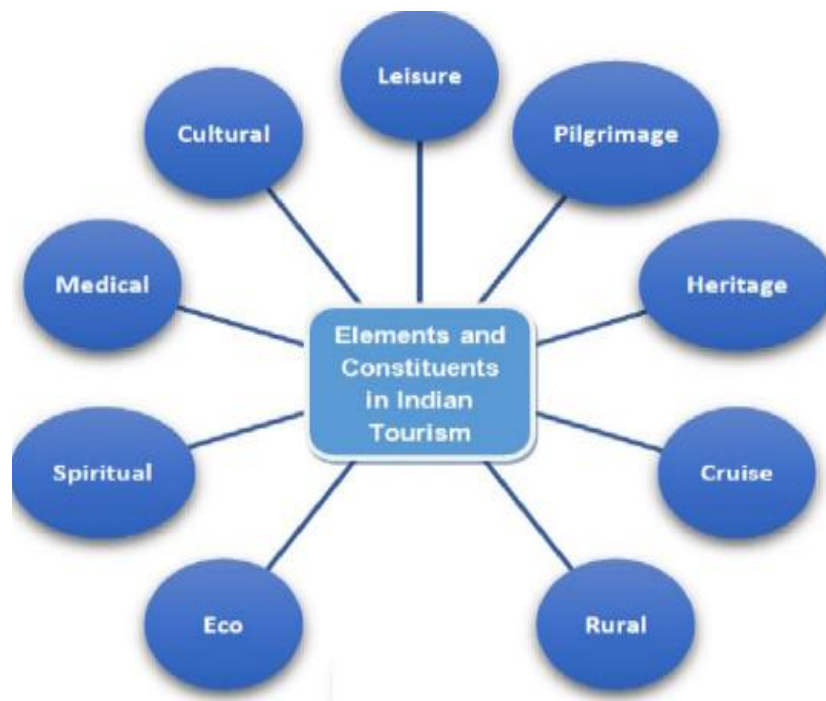 Leisure
Cultural
Pilgrimage
Medical
Heritage
Elements and
Constituents
in Indian
Tourism
Spiritual
Cruise
Eco
Rural